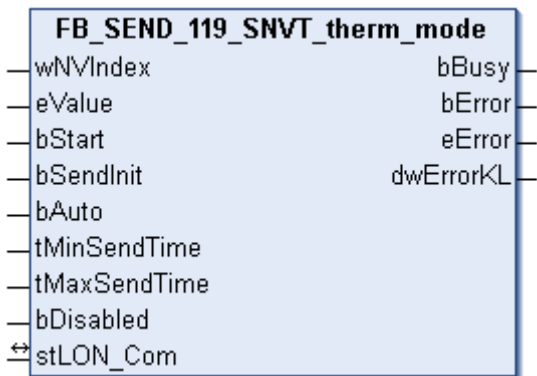 FB_SEND_119_SNVT_therm_mode
wNVIndex bBusy
eValue bError
bStart eError
bSendInit dwErrorKL
bAuto
tMinSendTime
tMaxSendTime
bDisabled
stLON_Com